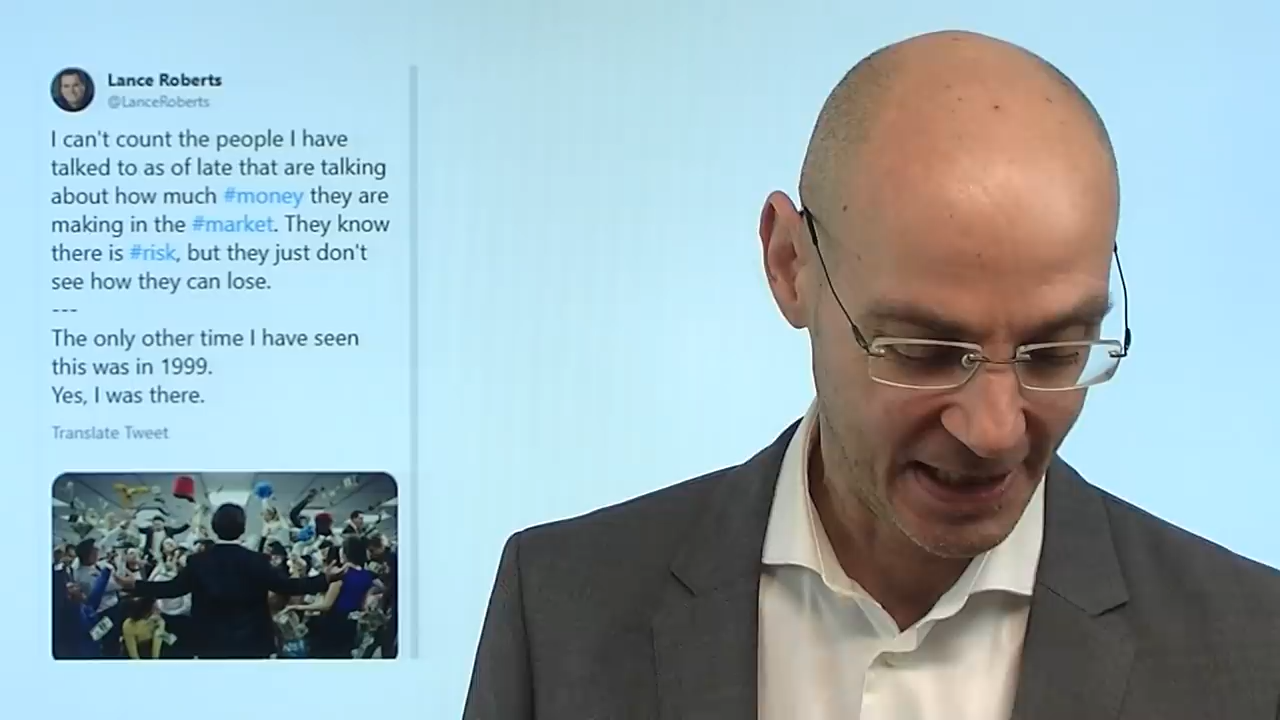 Lance Roberts
@LanceRoberts
I can't count the people I have
talked to as of late that are talking
about how much #money they are
making in the #market. They know
there is #risk, but they just don't
see how they can lose.
---
The only other time I have seen
this was in 1999.
Yes, I was there.
Translate Tweet